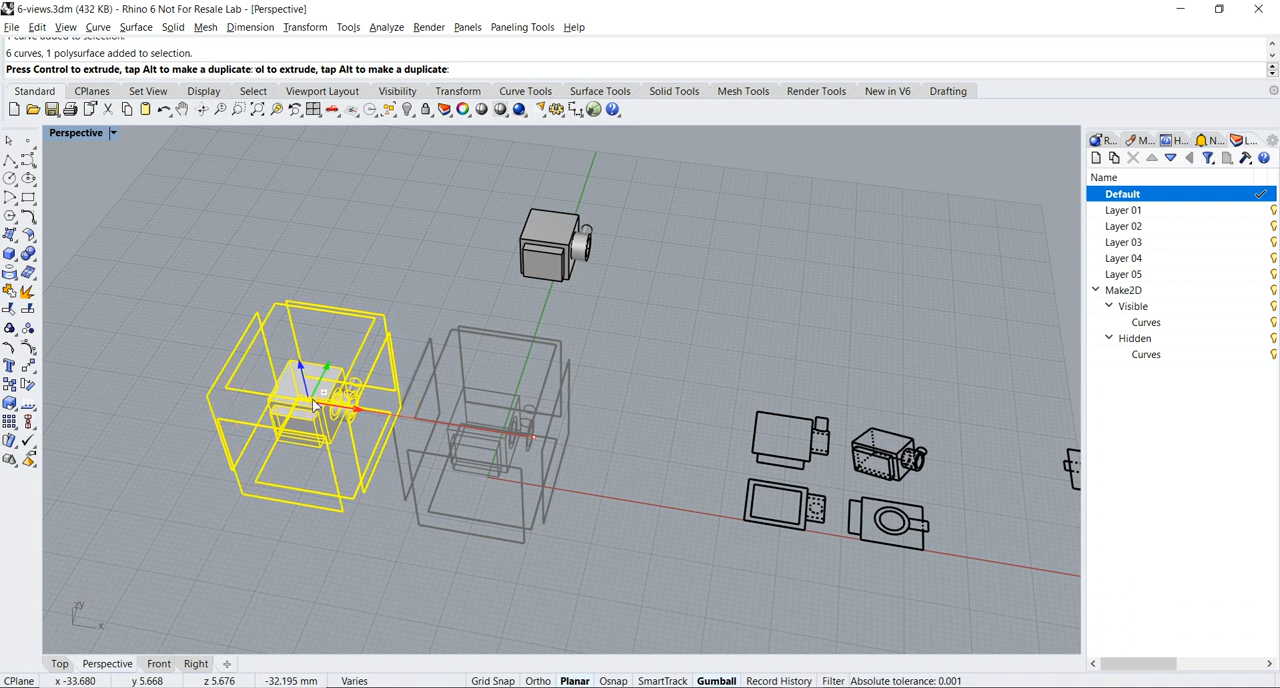 6-views.3dm (432 KB) - Rhino 6 Not For Resale Lab - [Perspective]
File Edit View Curve Surface Solid Mesh Dimension Transform Tools Analyze Render Panels Paneling Tools Help
1 curve added to selection.
6 curves, 1 polysurface added to selection.
Press Control to extrude, tap Alt to make a duplicate: ol to extrude, tap Alt to make a duplicate:
Standard CPlanes Set View Display Select Viewport Layout Visibility Transform Curve Tools Surface Tools Solid Tools Mesh Tools Render Tools New in V6 Drafting
Perspective
R... M... H... N... L...
Name
Default
Layer 01
Layer 02
Layer 03
Layer 04
Layer 05
Make2D
Visible
Curves
Hidden
Curves
zy
x
Top Perspective Front Right
CPlane x -33.680 y 5.668 z 5.676 -32.195 mm Varies Grid Snap Ortho Planar Osnap SmartTrack Gumball Record History Filter Absolute tolerance: 0.001